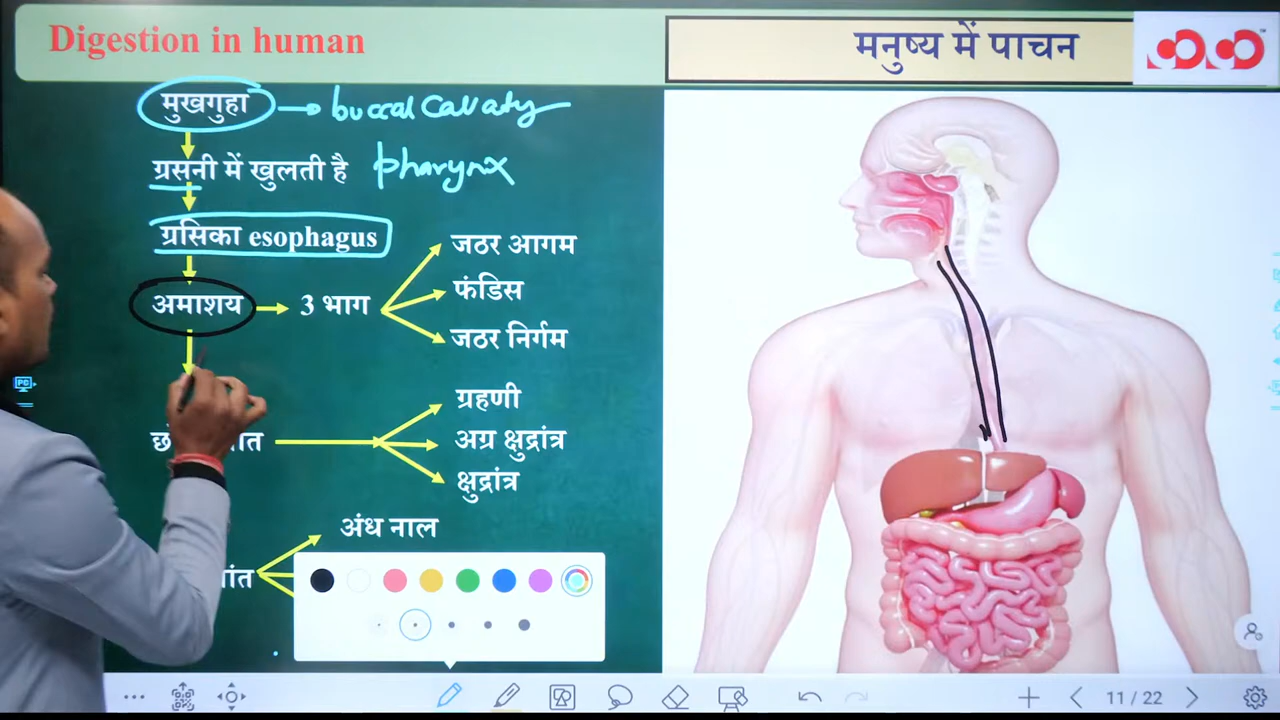 Digestion in human
मनुष्य में पाचन
मुखगुहा → buccal cavaty
ग्रसनी में खुलती है pharynx
ग्रसिका esophagus
अमाशय → 3 भाग
जठर आगम
फंडिस
जठर निर्गम
ग्रहणी
अग्र क्षुद्रांत्र
क्षुद्रांत्र
अंध नाल
PC
11 / 22